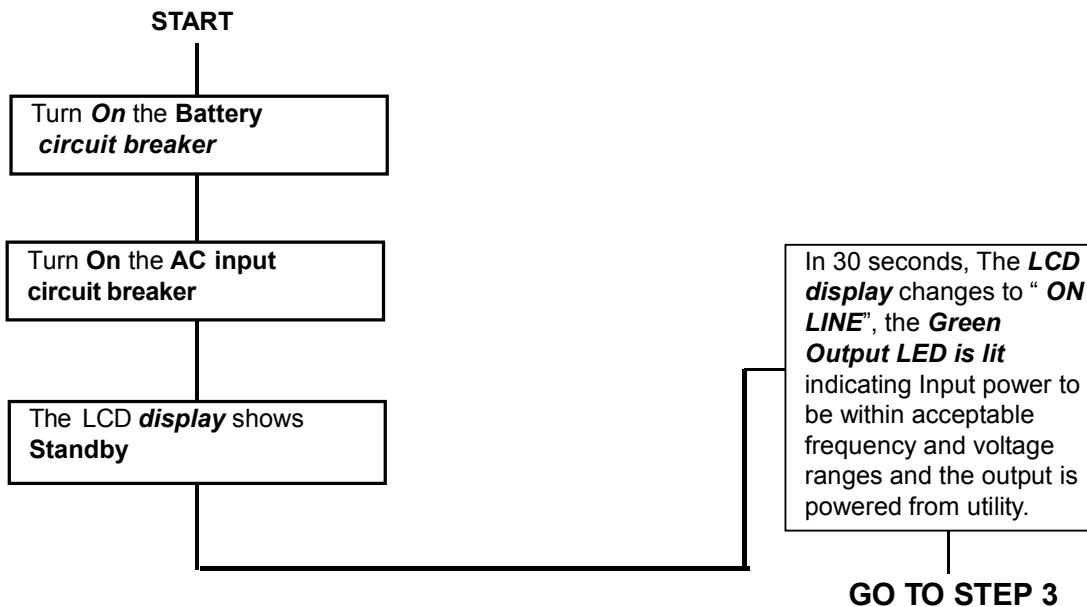 START
Turn On the Battery
circuit breaker
Turn On the AC input
circuit breaker
The LCD display shows
Standby
In 30 seconds, The LCD
display changes to “ ON
LINE”, the Green
Output LED is lit
indicating Input power to
be within acceptable
frequency and voltage
ranges and the output is
powered from utility.
GO TO STEP 3